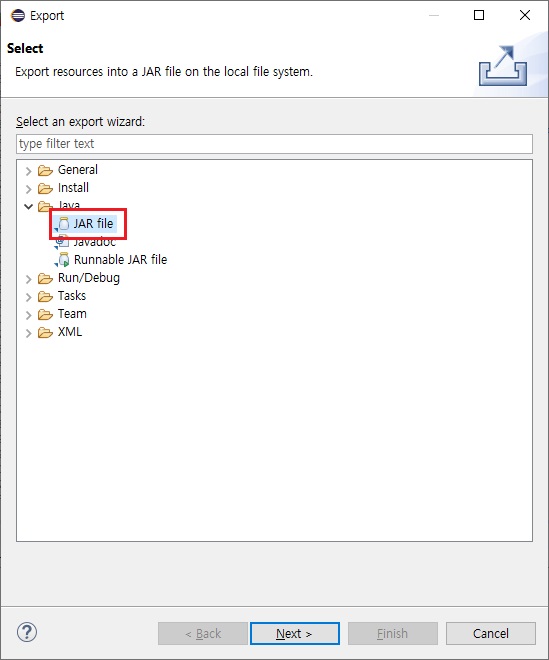 Export
Select
Export resources into a JAR file on the local file system.
Select an export wizard:
type filter text
General
Install
Java
JAR file
Javadoc
Runnable JAR file
Run/Debug
Tasks
Team
XML
?
< Back
Next >
Finish
Cancel